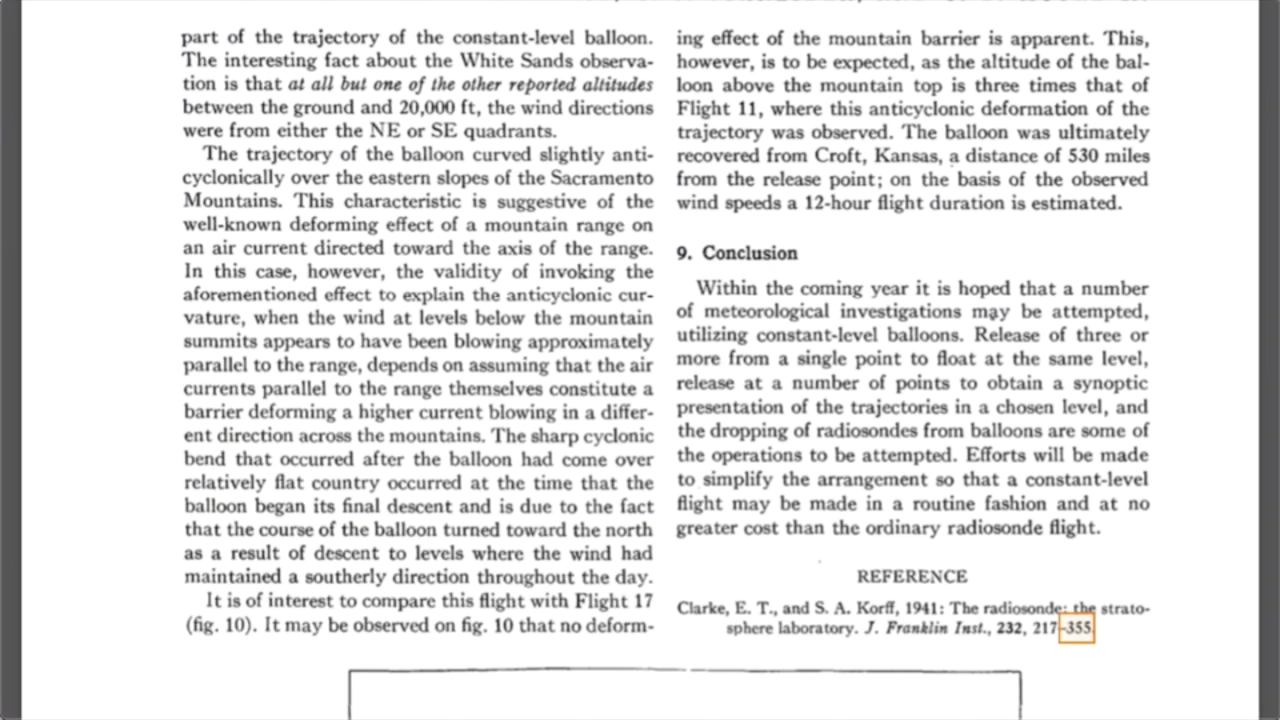 part of the trajectory of the constant-level balloon.
The interesting fact about the White Sands observa-
tion is that at all but one of the other reported altitudes
between the ground and 20,000 ft, the wind directions
were from either the NE or SE quadrants.
The trajectory of the balloon curved slightly anti-
cyclonically over the eastern slopes of the Sacramento
Mountains. This characteristic is suggestive of the
well-known deforming effect of a mountain range on
an air current directed toward the axis of the range.
In this case, however, the validity of invoking the
aforementioned effect to explain the anticyclonic cur-
vature, when the wind at levels below the mountain
summits appears to have been blowing approximately
parallel to the range, depends on assuming that the air
currents parallel to the range themselves constitute a
barrier deforming a higher current blowing in a differ-
ent direction across the mountains. The sharp cyclonic
bend that occurred after the balloon had come over
relatively flat country occurred at the time that the
balloon began its final descent and is due to the fact
that the course of the balloon turned toward the north
as a result of descent to levels where the wind had
maintained a southerly direction throughout the day.
It is of interest to compare this flight with Flight 17
(fig. 10). It may be observed on fig. 10 that no deform-
ing effect of the mountain barrier is apparent. This,
however, is to be expected, as the altitude of the bal-
loon above the mountain top is three times that of
Flight 11, where this anticyclonic deformation of the
trajectory was observed. The balloon was ultimately
recovered from Croft, Kansas, a distance of 530 miles
from the release point; on the basis of the observed
wind speeds a 12-hour flight duration is estimated.
9. Conclusion
Within the coming year it is hoped that a number
of meteorological investigations may be attempted,
utilizing constant-level balloons. Release of three or
more from a single point to float at the same level,
release at a number of points to obtain a synoptic
presentation of the trajectories in a chosen level, and
the dropping of radiosondes from balloons are some of
the operations to be attempted. Efforts will be made
to simplify the arrangement so that a constant-level
flight may be made in a routine fashion and at no
greater cost than the ordinary radiosonde flight.
REFERENCE
Clarke, E. T., and S. A. Korff, 1941: The radiosonde: the strato-
sphere laboratory. J. Franklin Inst., 232, 217-355.